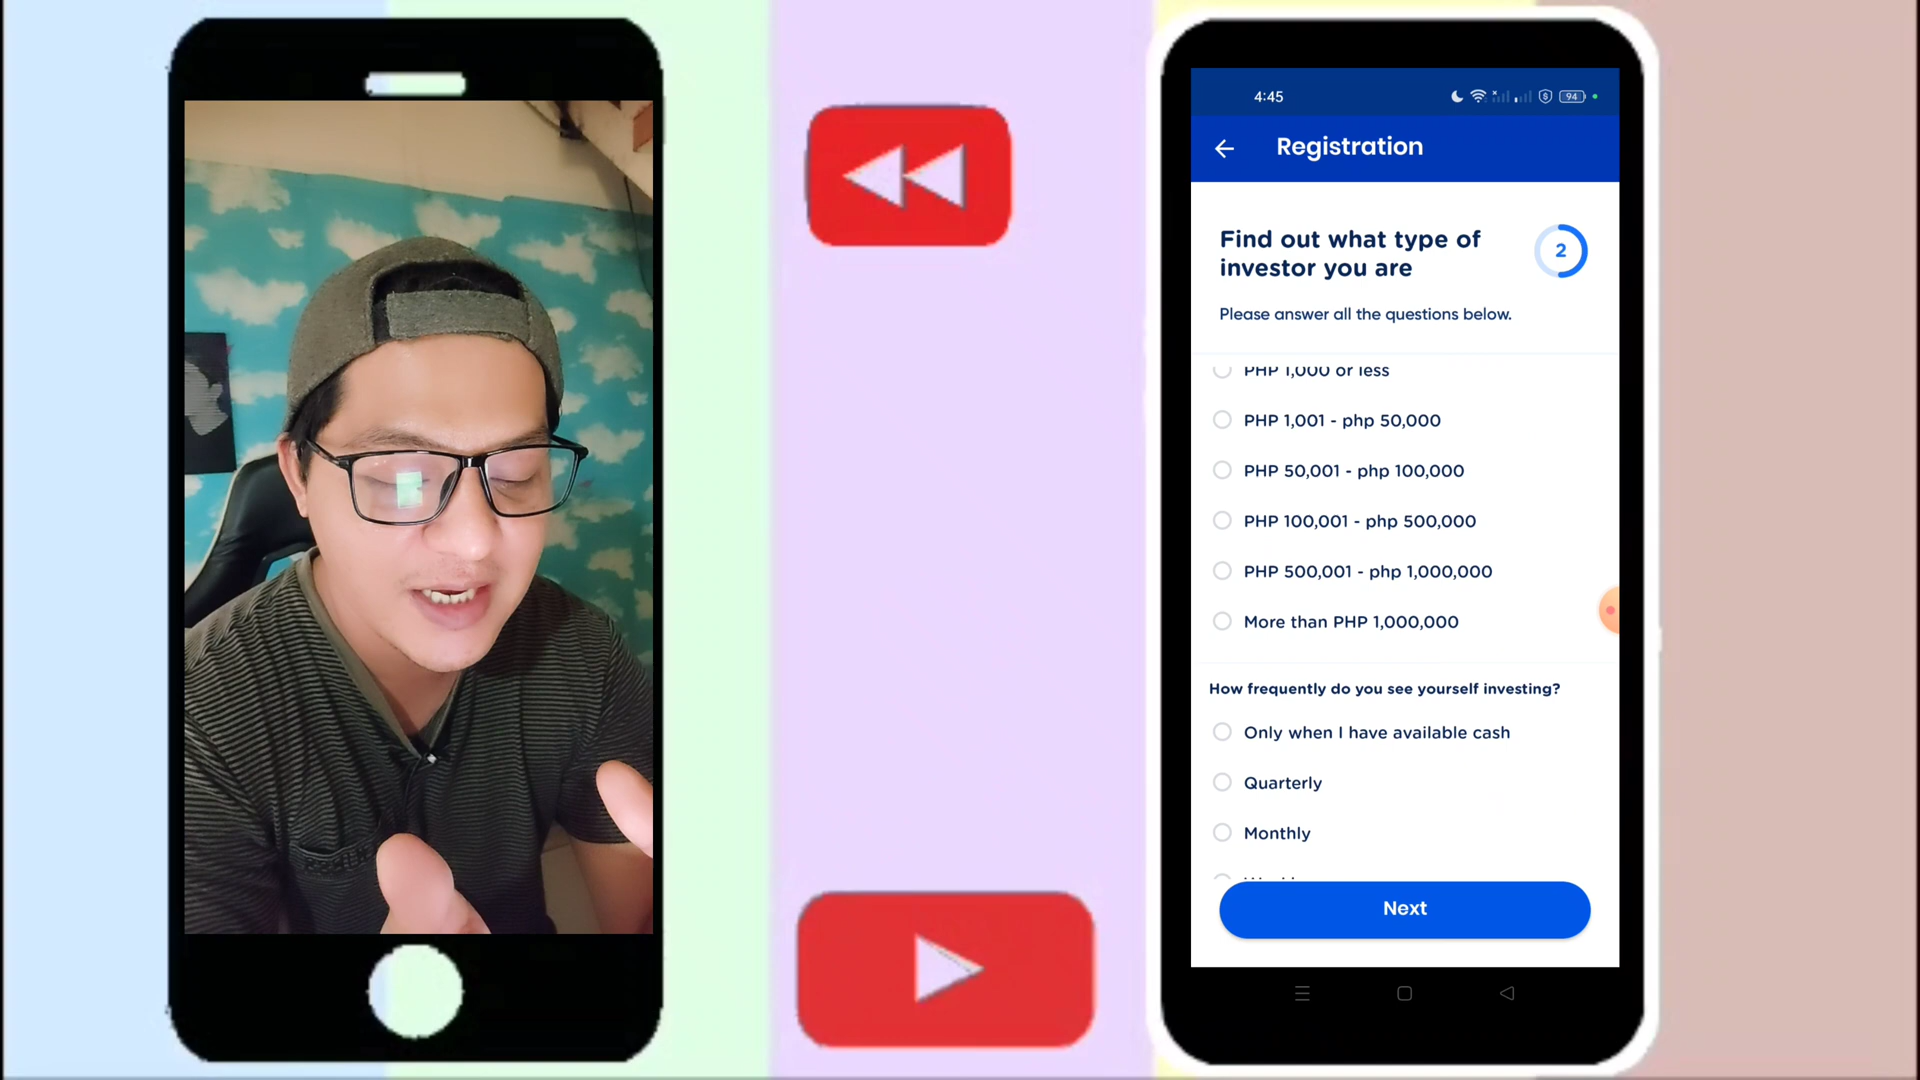 4:45
94
Registration
Find out what type of
investor you are
2
Please answer all the questions below.
PHP 1,000 or less
PHP 1,001 - php 50,000
PHP 50,001 - php 100,000
PHP 100,001 - php 500,000
PHP 500,001 - php 1,000,000
More than PHP 1,000,000
How frequently do you see yourself investing?
Only when I have available cash
Quarterly
Monthly
Next